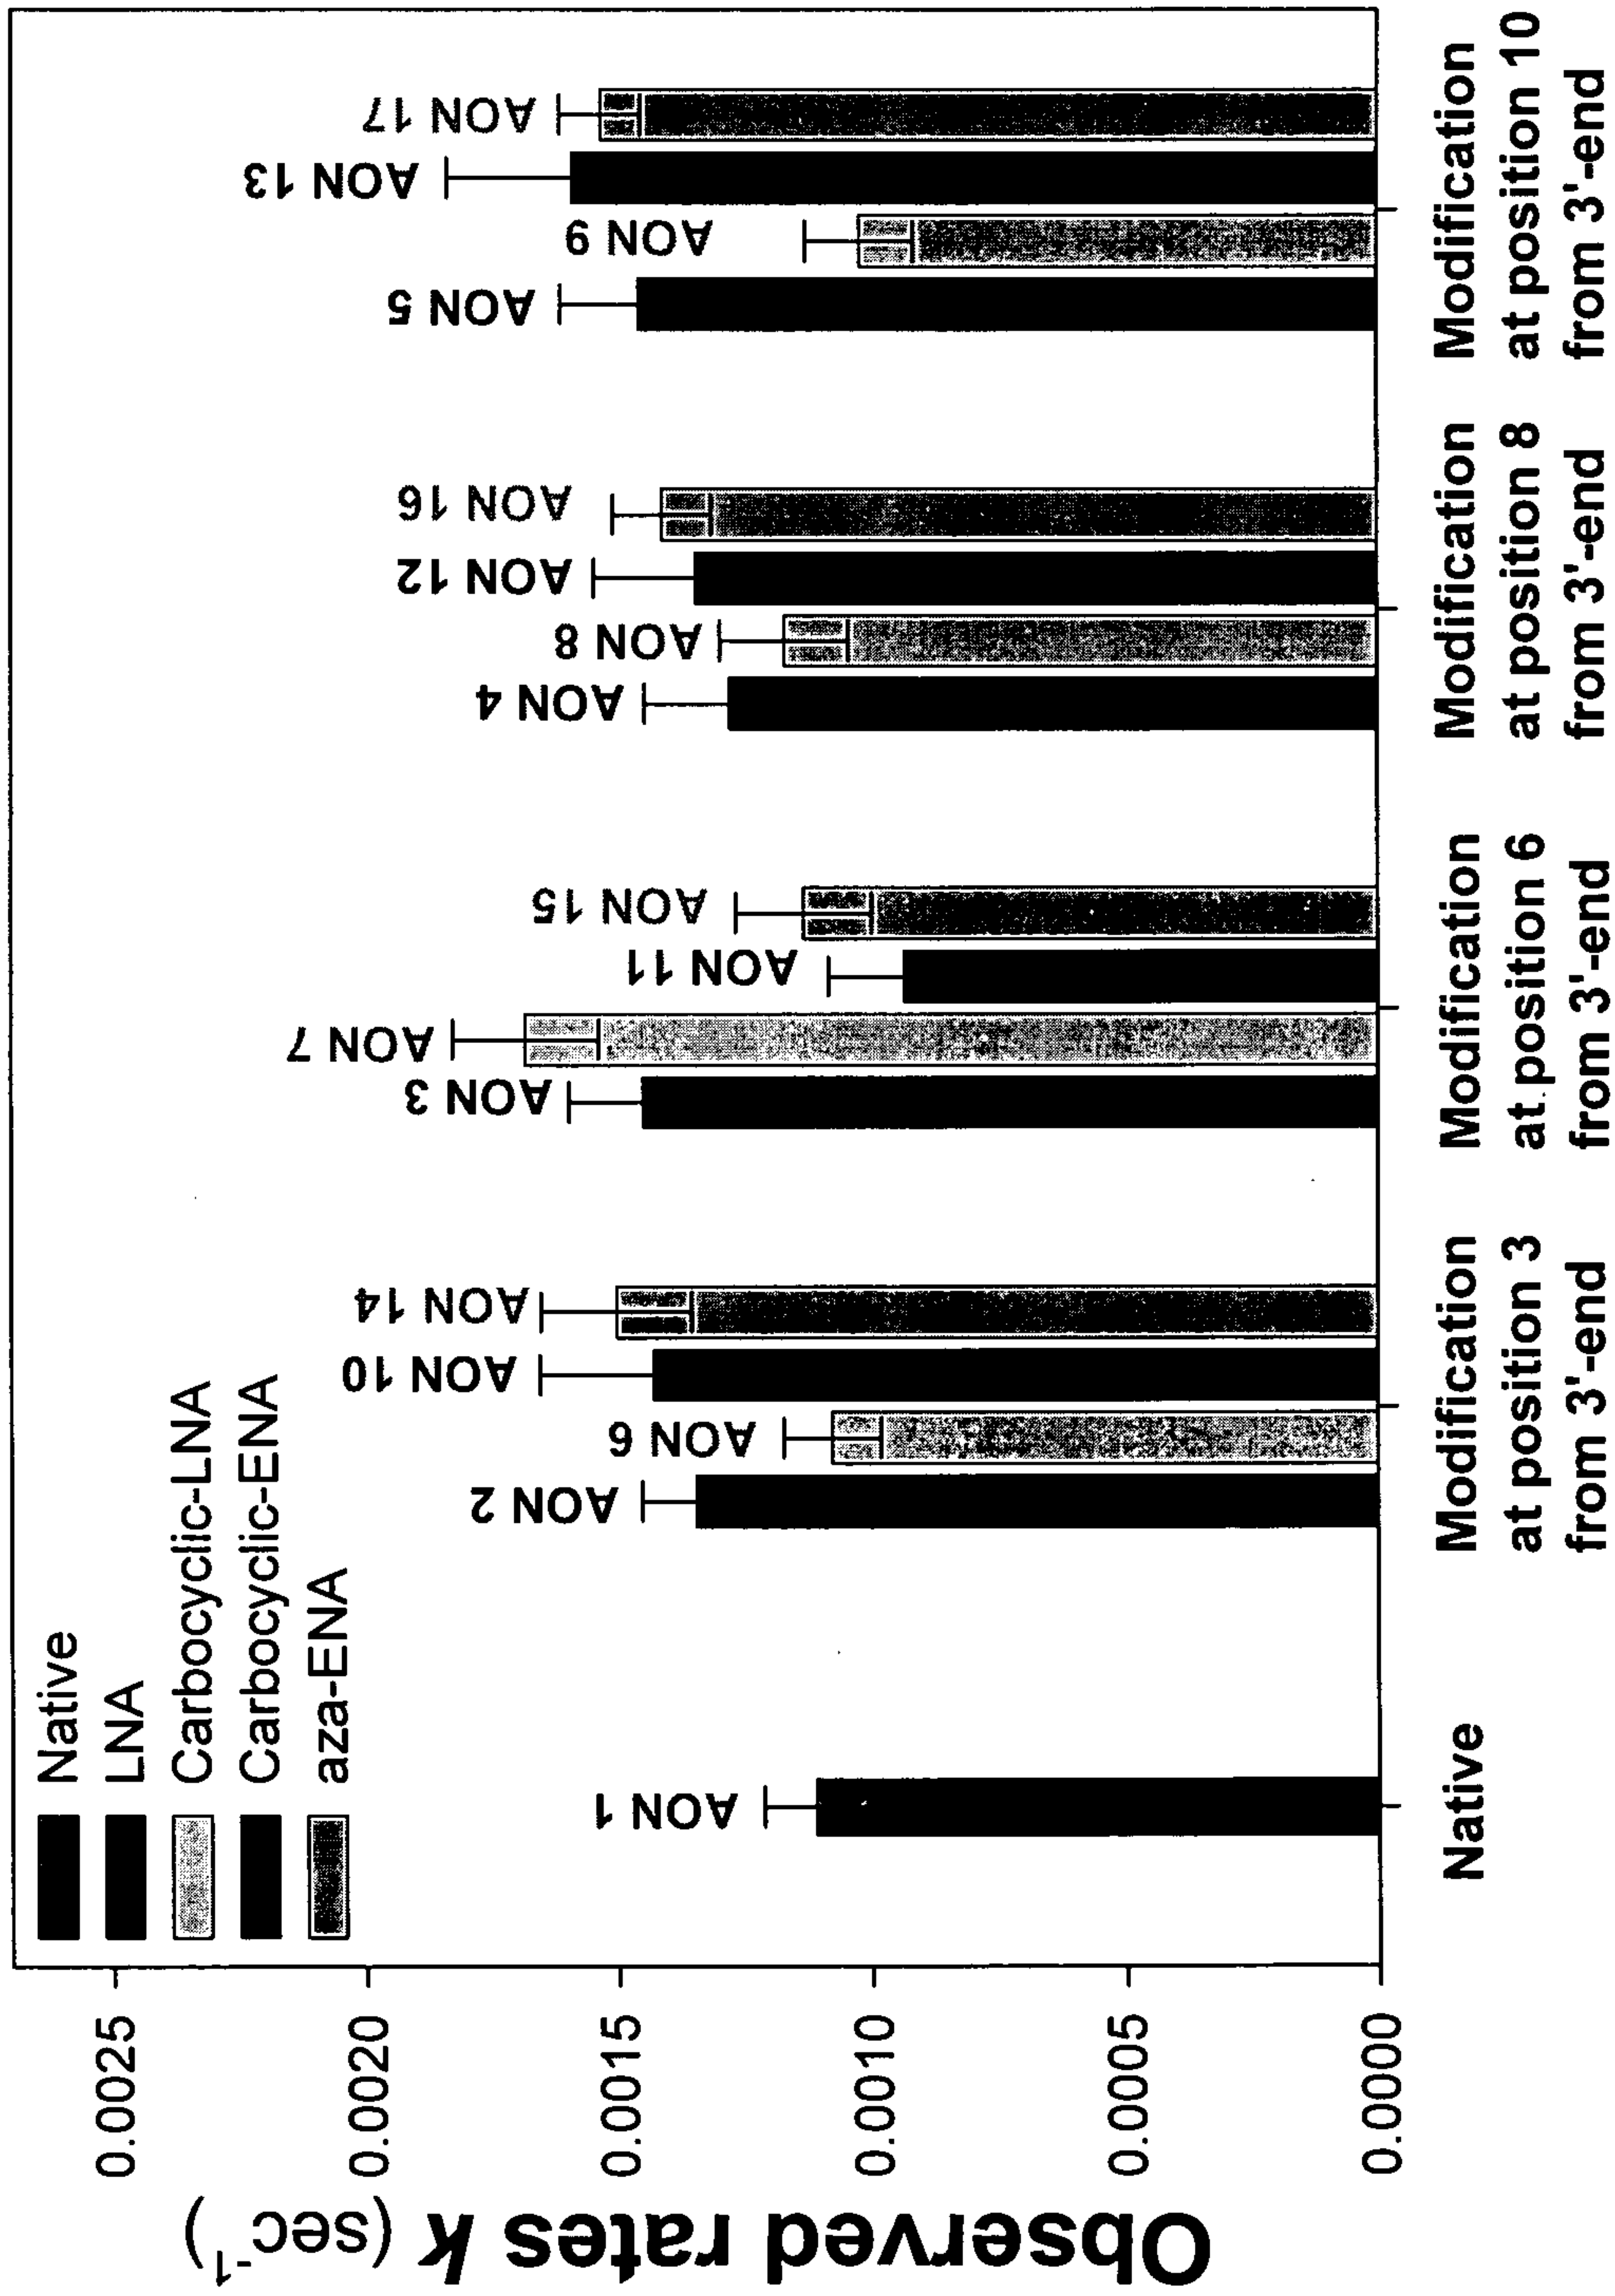 Native
LNA
Carbocyclic-LNA
Carbocyclic-ENA
aza-ENA
Observed rates k (sec⁻¹)
0.0025
0.0020
0.0015
0.0010
0.0005
0.0000
AON 1
AON 2
AON 6
AON 10
AON 14
AON 3
AON 7
AON 11
AON 15
AON 4
AON 8
AON 12
AON 16
AON 5
AON 9
AON 13
AON 17
Native
Modification
at position 3
from 3'-end
Modification
at position 6
from 3'-end
Modification
at position 8
from 3'-end
Modification
at position 10
from 3'-end